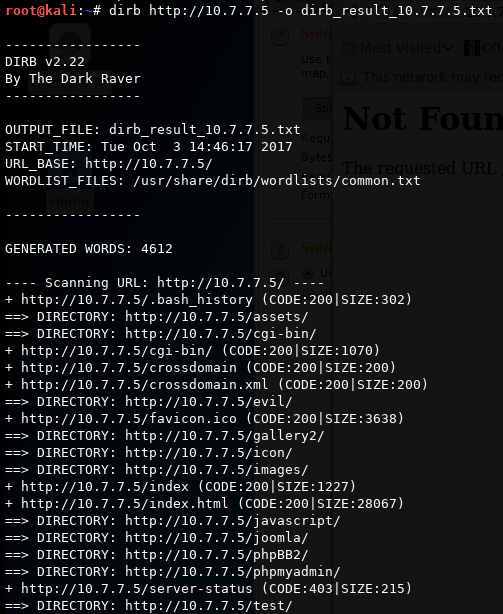 root@kali:~# dirb http://10.7.7.5 -o dirb_result_10.7.7.5.txt
-----------------
DIRB v2.22
By The Dark Raver
-----------------
OUTPUT_FILE: dirb_result_10.7.7.5.txt
START_TIME: Tue Oct  3 14:46:17 2017
URL_BASE: http://10.7.7.5/
WORDLIST_FILES: /usr/share/dirb/wordlists/common.txt
-----------------
GENERATED WORDS: 4612
---- Scanning URL: http://10.7.7.5/ ----
+ http://10.7.7.5/.bash_history (CODE:200|SIZE:302)
==> DIRECTORY: http://10.7.7.5/assets/
==> DIRECTORY: http://10.7.7.5/cgi-bin/
+ http://10.7.7.5/cgi-bin/ (CODE:200|SIZE:1070)
+ http://10.7.7.5/crossdomain (CODE:200|SIZE:200)
+ http://10.7.7.5/crossdomain.xml (CODE:200|SIZE:200)
==> DIRECTORY: http://10.7.7.5/evil/
+ http://10.7.7.5/favicon.ico (CODE:200|SIZE:3638)
==> DIRECTORY: http://10.7.7.5/gallery2/
==> DIRECTORY: http://10.7.7.5/icon/
==> DIRECTORY: http://10.7.7.5/images/
+ http://10.7.7.5/index (CODE:200|SIZE:1227)
+ http://10.7.7.5/index.html (CODE:200|SIZE:28067)
==> DIRECTORY: http://10.7.7.5/javascript/
==> DIRECTORY: http://10.7.7.5/joomla/
==> DIRECTORY: http://10.7.7.5/phpBB2/
==> DIRECTORY: http://10.7.7.5/phpmyadmin/
+ http://10.7.7.5/server-status (CODE:403|SIZE:215)
==> DIRECTORY: http://10.7.7.5/test/
Home
Most Visited
This network may
Not
The requested URL